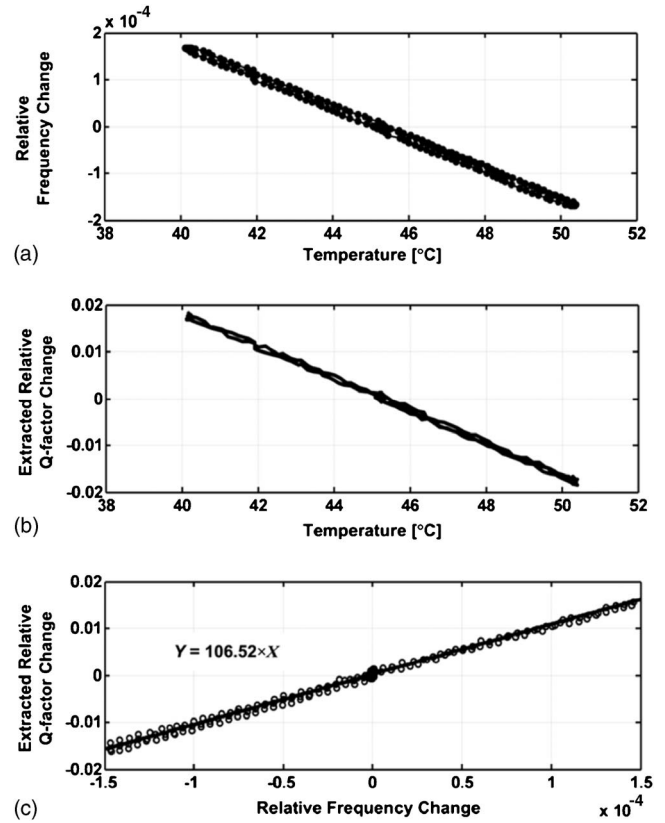 x 10⁻⁴
2
1
0
-1
-2
Relative
Frequency Change
38 40 42 44 46 48 50 52
Temperature [°C]
(a)
0.02
0.01
0
-0.01
-0.02
Extracted Relative
Q-factor Change
38 40 42 44 46 48 50 52
Temperature [°C]
(b)
0.02
0.01
0
-0.01
-0.02
Extracted Relative
Q-factor Change
Y = 106.52×X
-1.5 -1 -0.5 0 0.5 1 1.5
Relative Frequency Change
x 10⁻⁴
(c)